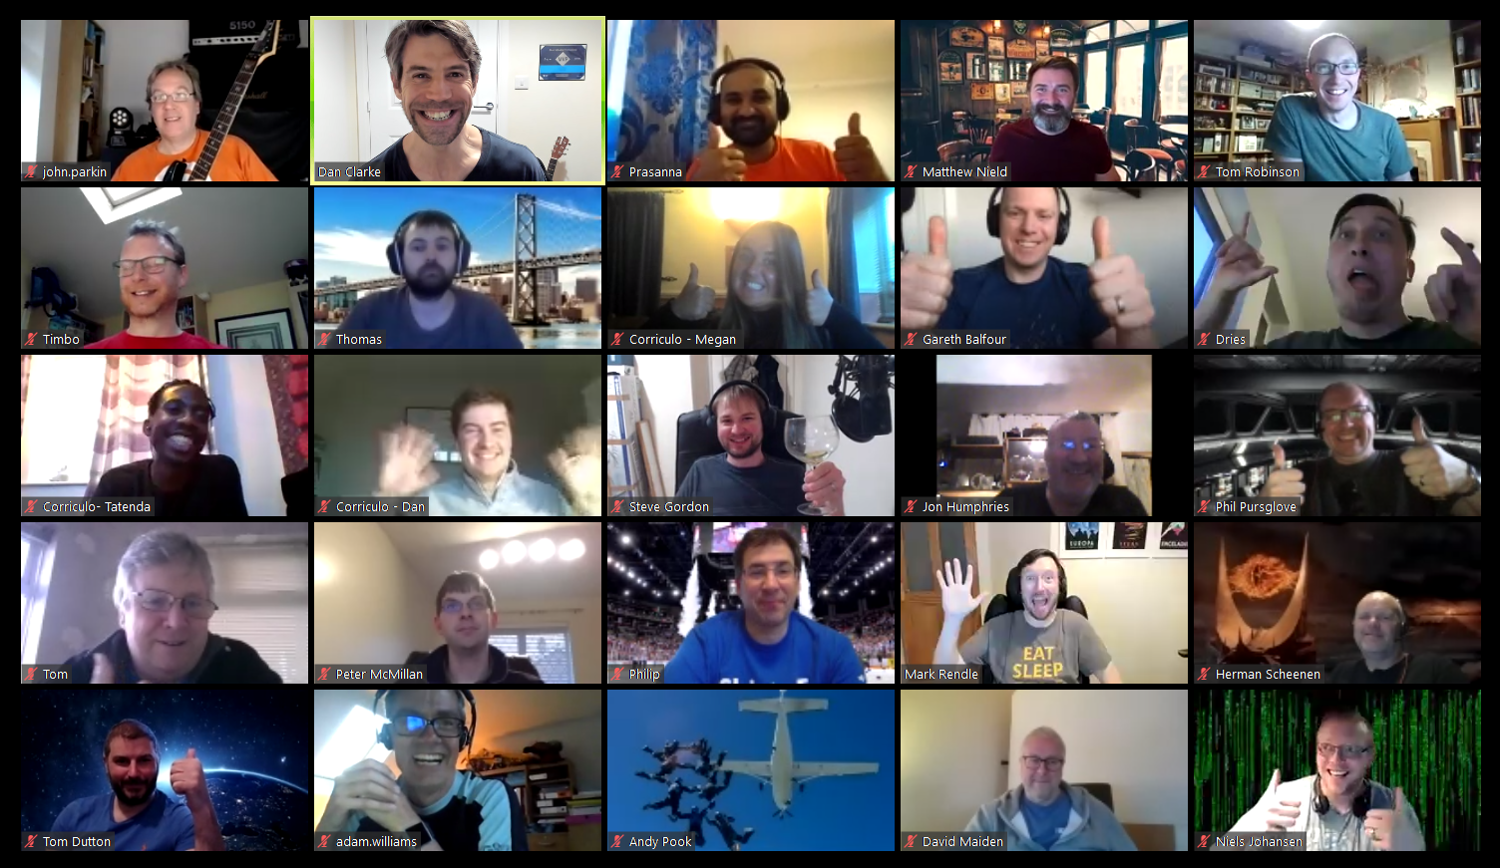 5150
john.parkin
Dan Clarke
Prasanna
Matthew Nield
Tom Robinson
Timbo
Thomas
Corriculo - Megan
Gareth Balfour
Dries
Corriculo- Tatenda
Corriculo - Dan
Steve Gordon
Jon Humphries
Phil Pursglove
EUROPA
ENCELADUS
Tom
Peter McMillan
Philip
EAT
SLEEP
Mark Rendle
Herman Scheenen
Tom Dutton
adam.williams
Andy Pook
David Maiden
Niels Johansen